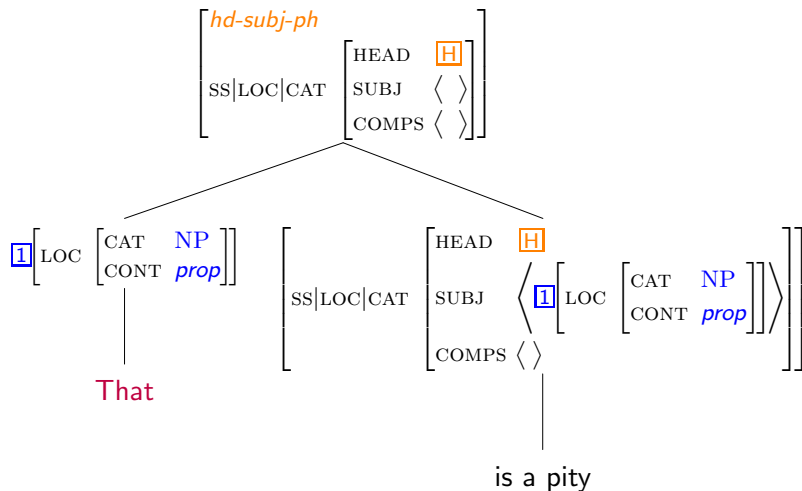 hd-subj-ph
HEAD H
SS|LOC|CAT SUBJ ⟨ ⟩
COMPS ⟨ ⟩
1 LOC CAT NP
CONT prop
HEAD H
SS|LOC|CAT SUBJ ⟨ 1 LOC CAT NP
CONT prop ⟩
COMPS ⟨⟩
That
is a pity